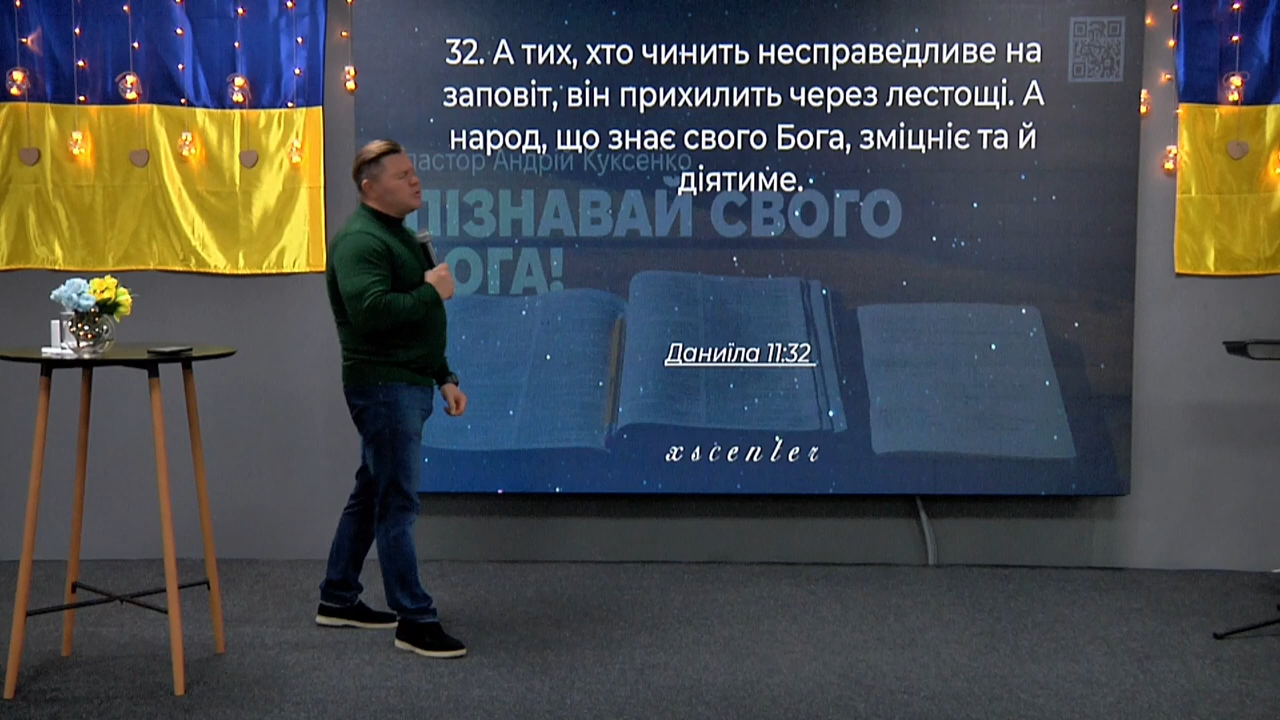 32. А тих, хто чинить несправедливе на
заповіт, він прихилить через лестощі. А
народ, що знає свого Бога, зміцніє та й
діятиме.
пастор Андрій Куксенко
ПІЗНАВАЙ СВОГО
БОГА!
Даниїла 11:32
xscenter